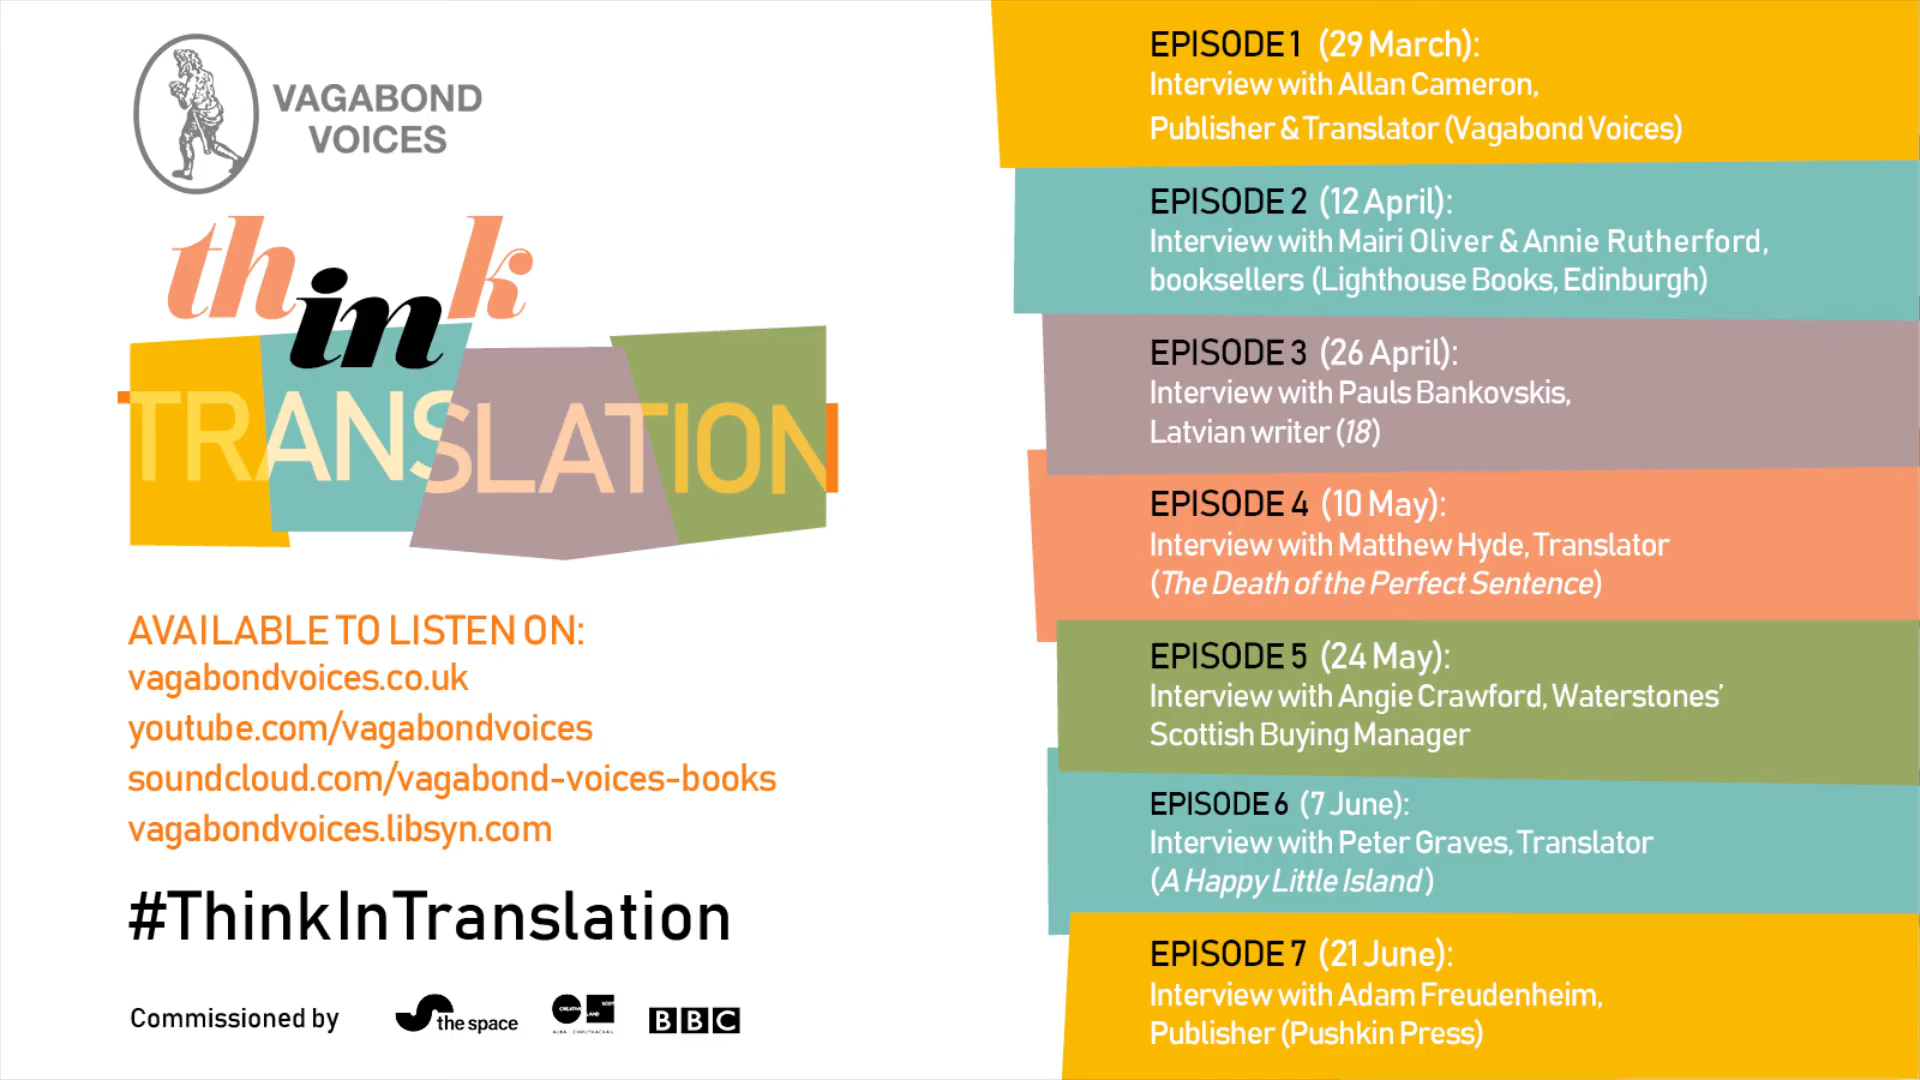 VAGABOND
VOICES
think
TRANSLATION
AVAILABLE TO LISTEN ON:
vagabondvoices.co.uk
youtube.com/vagabondvoices
soundcloud.com/vagabond-voices-books
vagabondvoices.libsyn.com
#ThinkInTranslation
Commissioned by
the space
BBC
EPISODE 1 (29 March):
Interview with Allan Cameron,
Publisher & Translator (Vagabond Voices)
EPISODE 2 (12 April):
Interview with Mairi Oliver & Annie Rutherford,
booksellers (Lighthouse Books, Edinburgh)
EPISODE 3 (26 April):
Interview with Pauls Bankovskis,
Latvian writer (18)
EPISODE 4 (10 May):
Interview with Matthew Hyde, Translator
(The Death of the Perfect Sentence)
EPISODE 5 (24 May):
Interview with Angie Crawford, Waterstones’
Scottish Buying Manager
EPISODE 6 (7 June):
Interview with Peter Graves, Translator
(A Happy Little Island)
EPISODE 7 (21 June):
Interview with Adam Freudenheim,
Publisher (Pushkin Press)